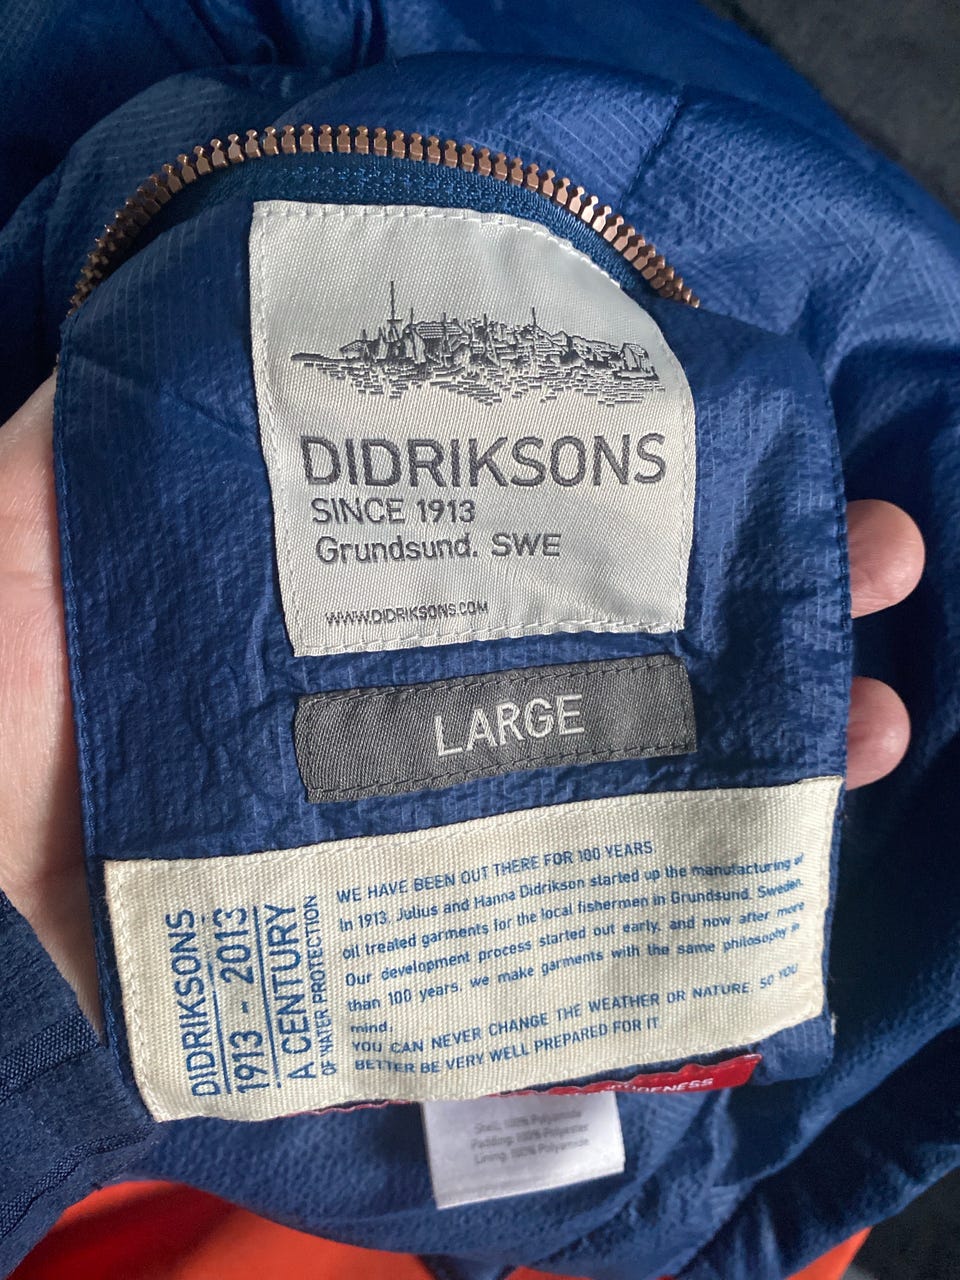 DIDRIKSONS
SINCE 1913
Grundsund. SWE
WWW.DIDRIKSONS.COM
LARGE
DIDRIKSONS
1913 - 2013
A CENTURY
OF WATER PROTECTION
WE HAVE BEEN OUT THERE FOR 100 YEARS
In 1913, Julius and Hanna Didrikson started up the manufacturing of
oil treated garments for the local fishermen in Grundsund, Sweden.
Our development process started out early, and now after more
than 100 years, we make garments with the same philosophy in
mind.
YOU CAN NEVER CHANGE THE WEATHER OR NATURE, SO YOU
BETTER BE VERY WELL PREPARED FOR IT.
Shell: 100% Polyamide
Padding: 100% Polyester
Lining: 100% Polyamide